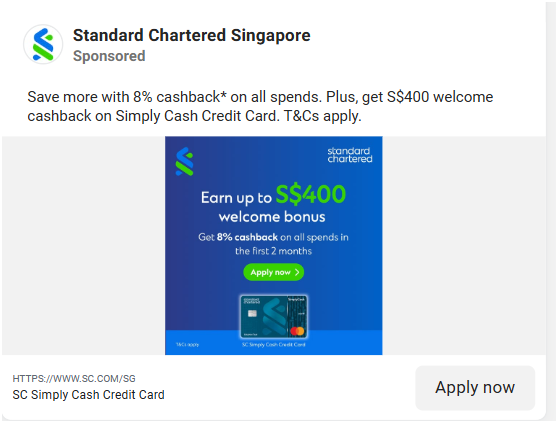 Standard Chartered Singapore
Sponsored
Save more with 8% cashback* on all spends. Plus, get S$400 welcome
cashback on Simply Cash Credit Card. T&Cs apply.
standard
chartered
Earn up to S$400
welcome bonus
Get 8% cashback on all spends in
the first 2 months
Apply now >
standard
chartered
SimplyCash
T&Cs apply
SC Simply Cash Credit Card
HTTPS://WWW.SC.COM/SG
SC Simply Cash Credit Card
Apply now